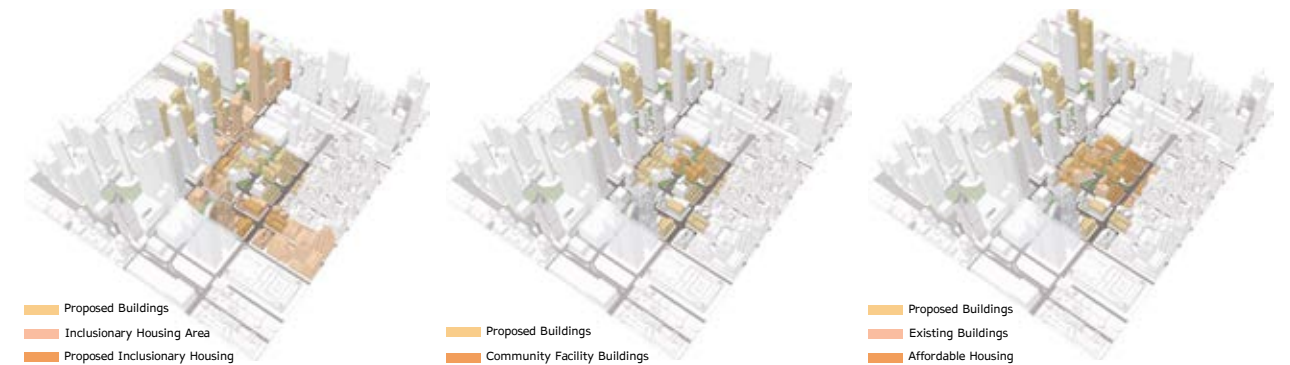 Proposed Buildings
Inclusionary Housing Area
Proposed Inclusionary Housing
Proposed Buildings
Community Facility Buildings
Proposed Buildings
Existing Buildings
Affordable Housing